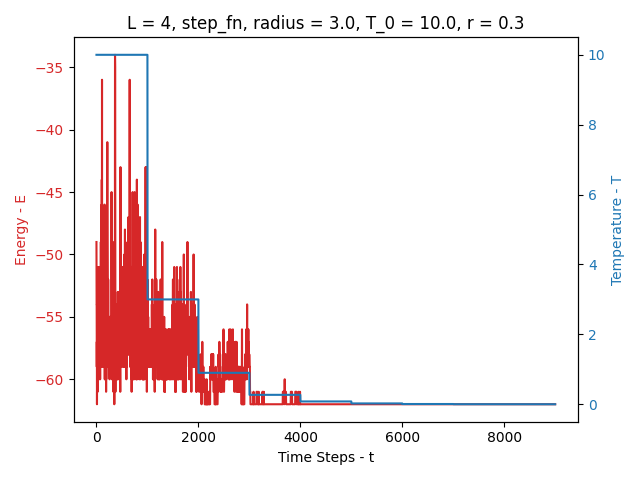 L = 4, step_fn, radius = 3.0, T_0 = 10.0, r = 0.3
Energy - E
−35
−40
−45
−50
−55
−60
10
8
6
4
2
0
Temperature - T
0 2000 4000 6000 8000
Time Steps - t